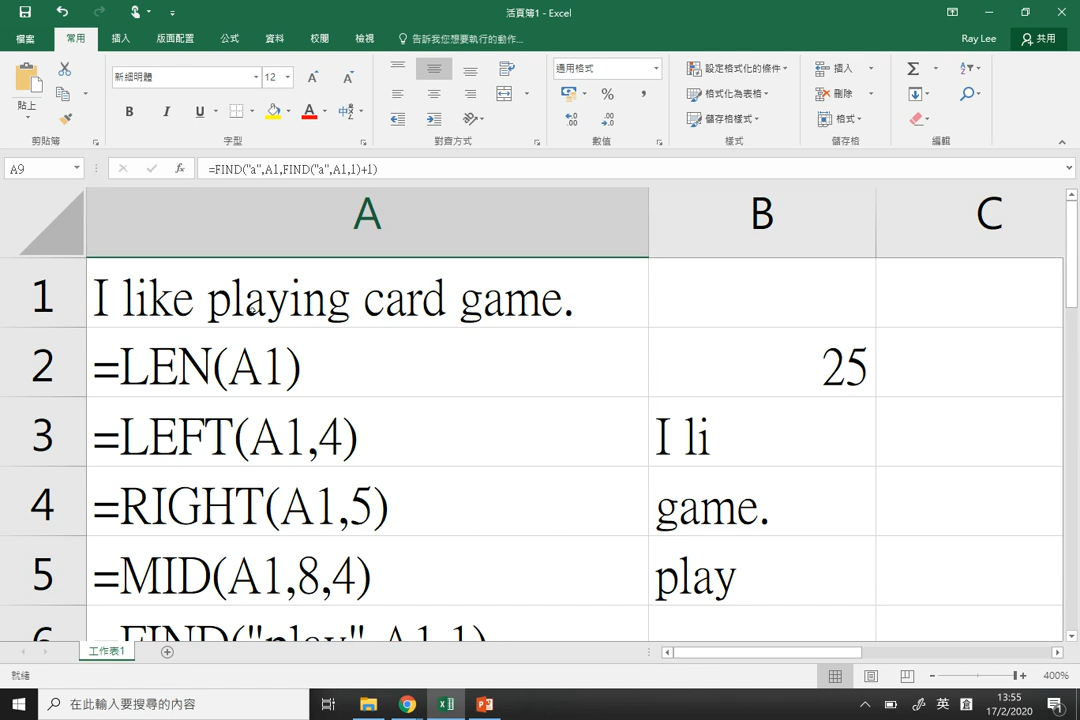 活頁簿1 - Excel
檔案 常用 插入 版面配置 公式 資料 校閱 檢視 告訴我您想要執行的動作... Ray Lee 共用
新細明體 12 通用格式 設定格式化的條件 插入
貼上 B I U A 中 % , 格式化為表格 刪除
儲存格樣式 格式
剪貼簿 字型 對齊方式 數值 樣式 儲存格 編輯
A9 fx =FIND("a",A1,FIND("a",A1,1)+1)
A B C
1 I like playing card game.
2 =LEN(A1) 25
3 =LEFT(A1,4) I li
4 =RIGHT(A1,5) game.
5 =MID(A1,8,4) play
6 =FIND("play",A1,1)
工作表1
就緒 400%
在此輸入要搜尋的內容 英 13:55
17/2/2020